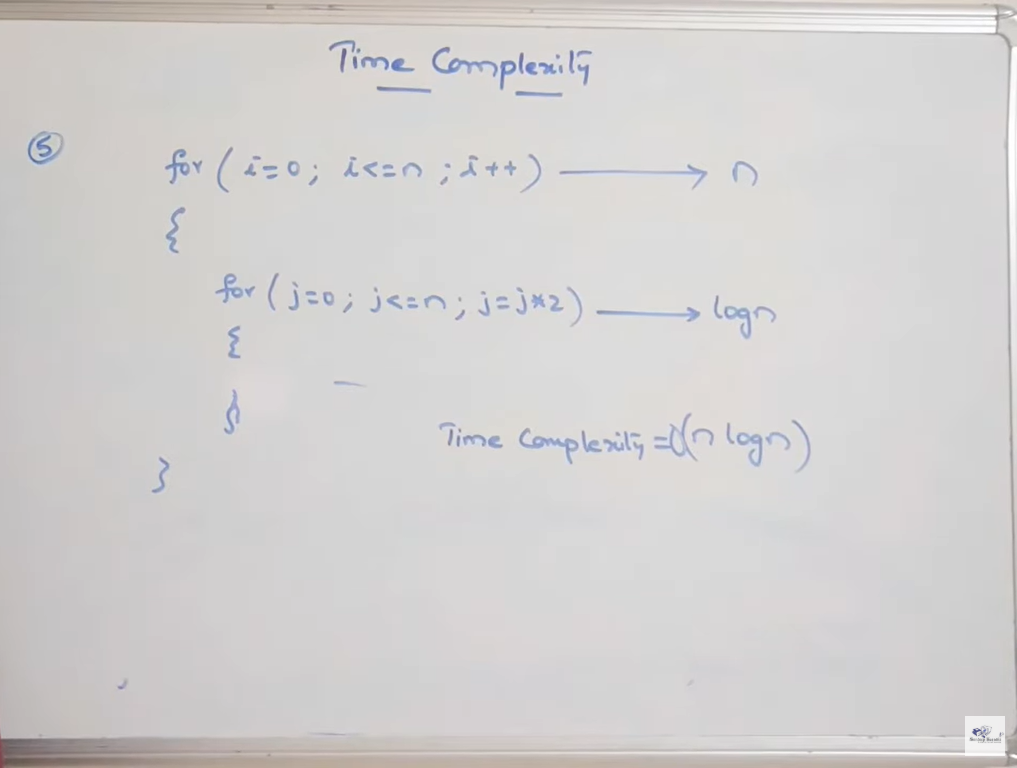 Time Complexity
5
for ( i=0; i<=n ; i++) → n
{
for ( j=0; j<=n; j=j*2) → logn
{
}
Time Complexity = O(n logn)
}